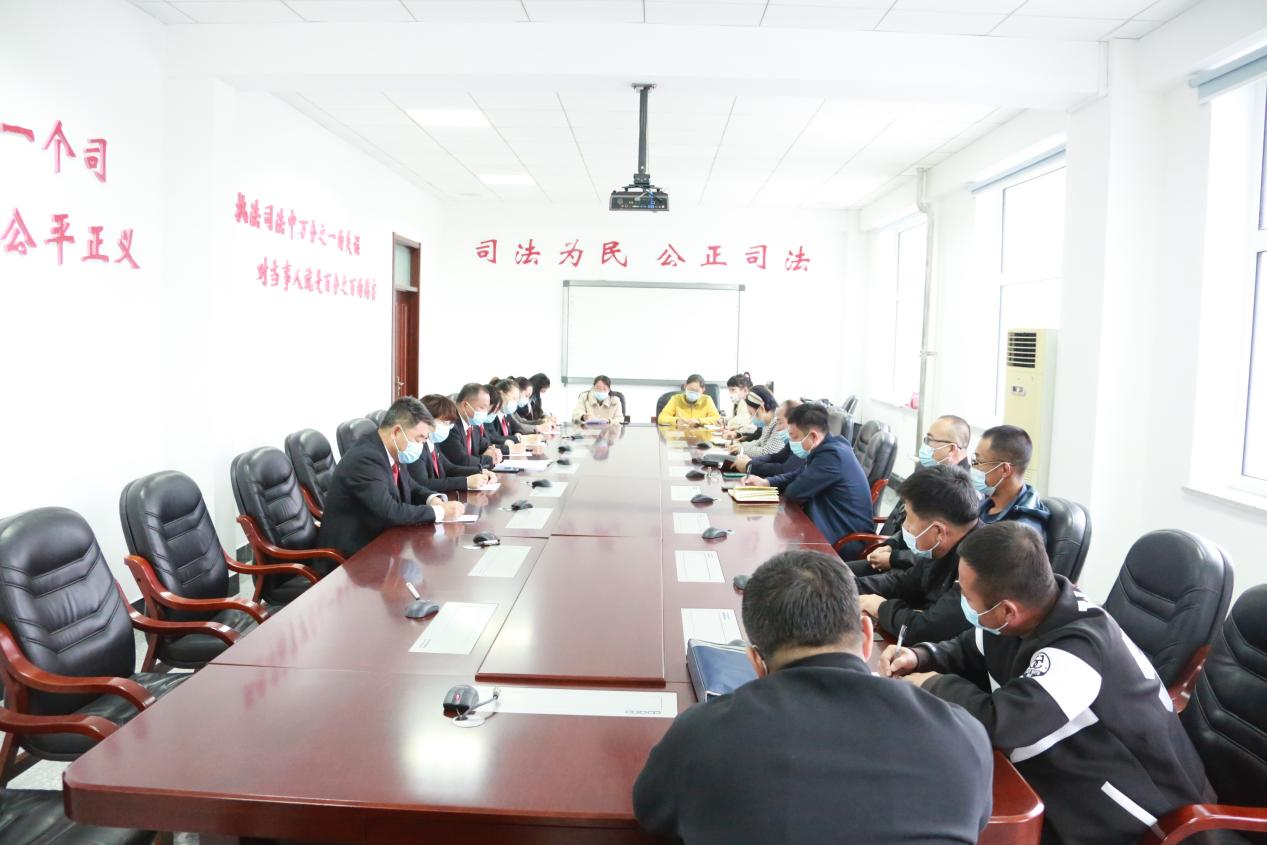 一个司
公平正义
执法司法中万分之一的失误
对当事人就是百分之百的伤害
司法为民 公正司法